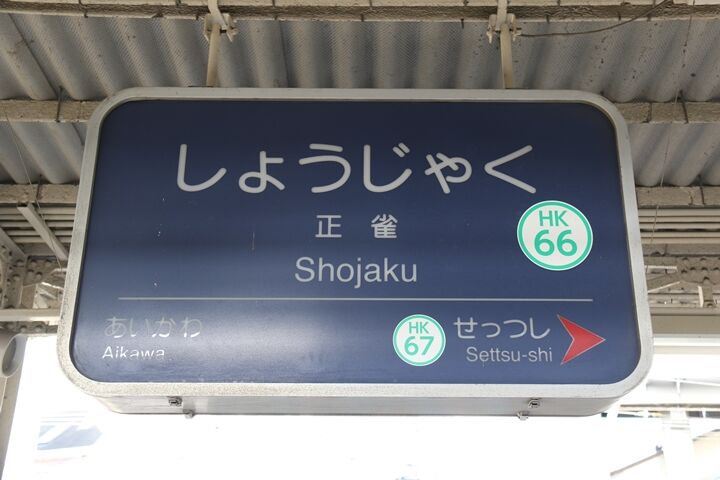 しょうじゃく
正雀
HK
66
Shojaku
あいかわ
Aikawa
HK
67
せっつし
Settsu-shi